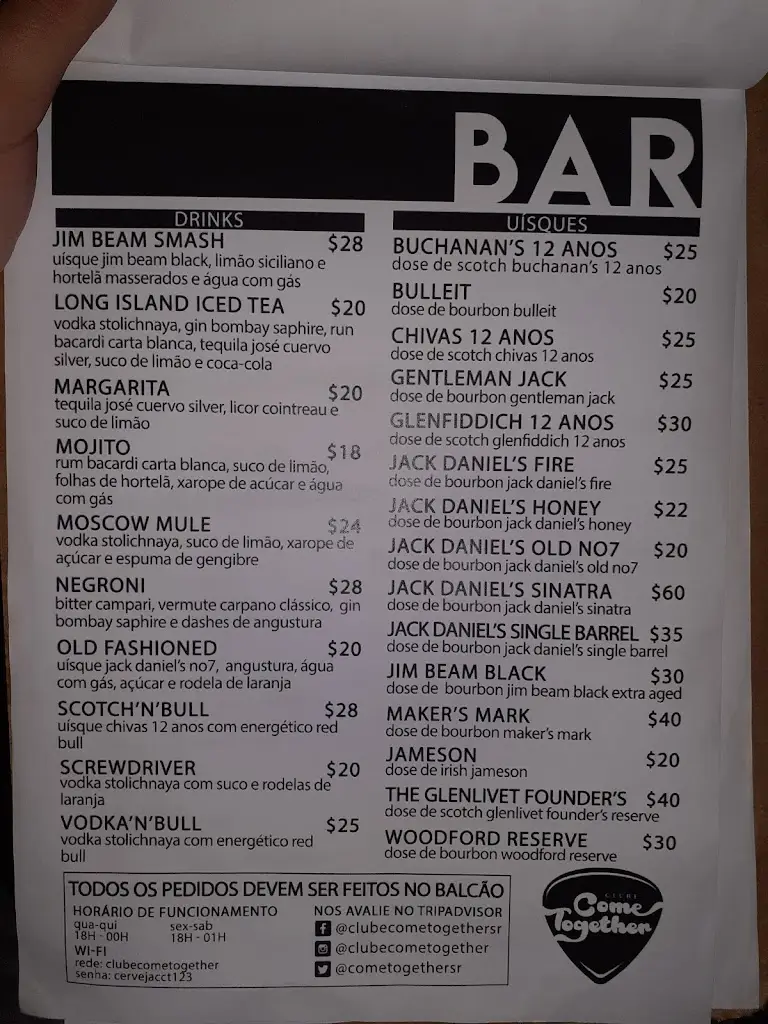 BAR
DRINKS
JIM BEAM SMASH $28
uísque jim beam black, limão siciliano e
hortelã masserados e água com gás
LONG ISLAND ICED TEA $20
vodka stolichnaya, gin bombay saphire, run
bacardi carta blanca, tequila josé cuervo
silver, suco de limão e coca-cola
MARGARITA $20
tequila josé cuervo silver, licor cointreau e
suco de limão
MOJITO $18
rum bacardi carta blanca, suco de limão,
folhas de hortelã, xarope de acúcar e água
com gás
MOSCOW MULE $24
vodka stolichnaya, suco de limão, xarope de
açúcar e espuma de gengibre
NEGRONI $28
bitter campari, vermute carpano clássico, gin
bombay saphire e dashes de angustura
OLD FASHIONED $20
uísque jack daniel's no7, angustura, água
com gás, açúcar e rodela de laranja
SCOTCH'N'BULL $28
uísque chivas 12 anos com energético red
bull
SCREWDRIVER $20
vodka stolichnaya com suco e rodelas de
laranja
VODKA'N'BULL $25
vodka stolichnaya com energético red
bull
UÍSQUES
BUCHANAN'S 12 ANOS $25
dose de scotch buchanan's 12 anos
BULLEIT $20
dose de bourbon bulleit
CHIVAS 12 ANOS $25
dose de scotch chivas 12 anos
GENTLEMAN JACK $25
dose de bourbon gentleman jack
GLENFIDDICH 12 ANOS $30
dose de scotch glenfiddich 12 anos
JACK DANIEL'S FIRE $25
dose de bourbon jack daniel's fire
JACK DANIEL'S HONEY $22
dose de bourbon jack daniel's honey
JACK DANIEL'S OLD NO7 $20
dose de bourbon jack daniel's old no7
JACK DANIEL'S SINATRA $60
dose de bourbon jack daniel's sinatra
JACK DANIEL'S SINGLE BARREL $35
dose de bourbon jack daniel's single barrel
JIM BEAM BLACK $30
dose de bourbon jim beam black extra aged
MAKER'S MARK $40
dose de bourbon maker's mark
JAMESON $20
dose de irish jameson
THE GLENLIVET FOUNDER'S $40
dose de scotch glenlivet founder's reserve
WOODFORD RESERVE $30
dose de bourbon woodford reserve
TODOS OS PEDIDOS DEVEM SER FEITOS NO BALCÃO
HORÁRIO DE FUNCIONAMENTO
qua-qui sex-sab
18H - 00H 18H - 01H
WI-FI
rede: clubecometogether
senha: cervejacct123
NOS AVALIE NO TRIPADVISOR
@clubecometogethersr
@clubecometogether
@cometogethersr
CLUBE
Come
Together